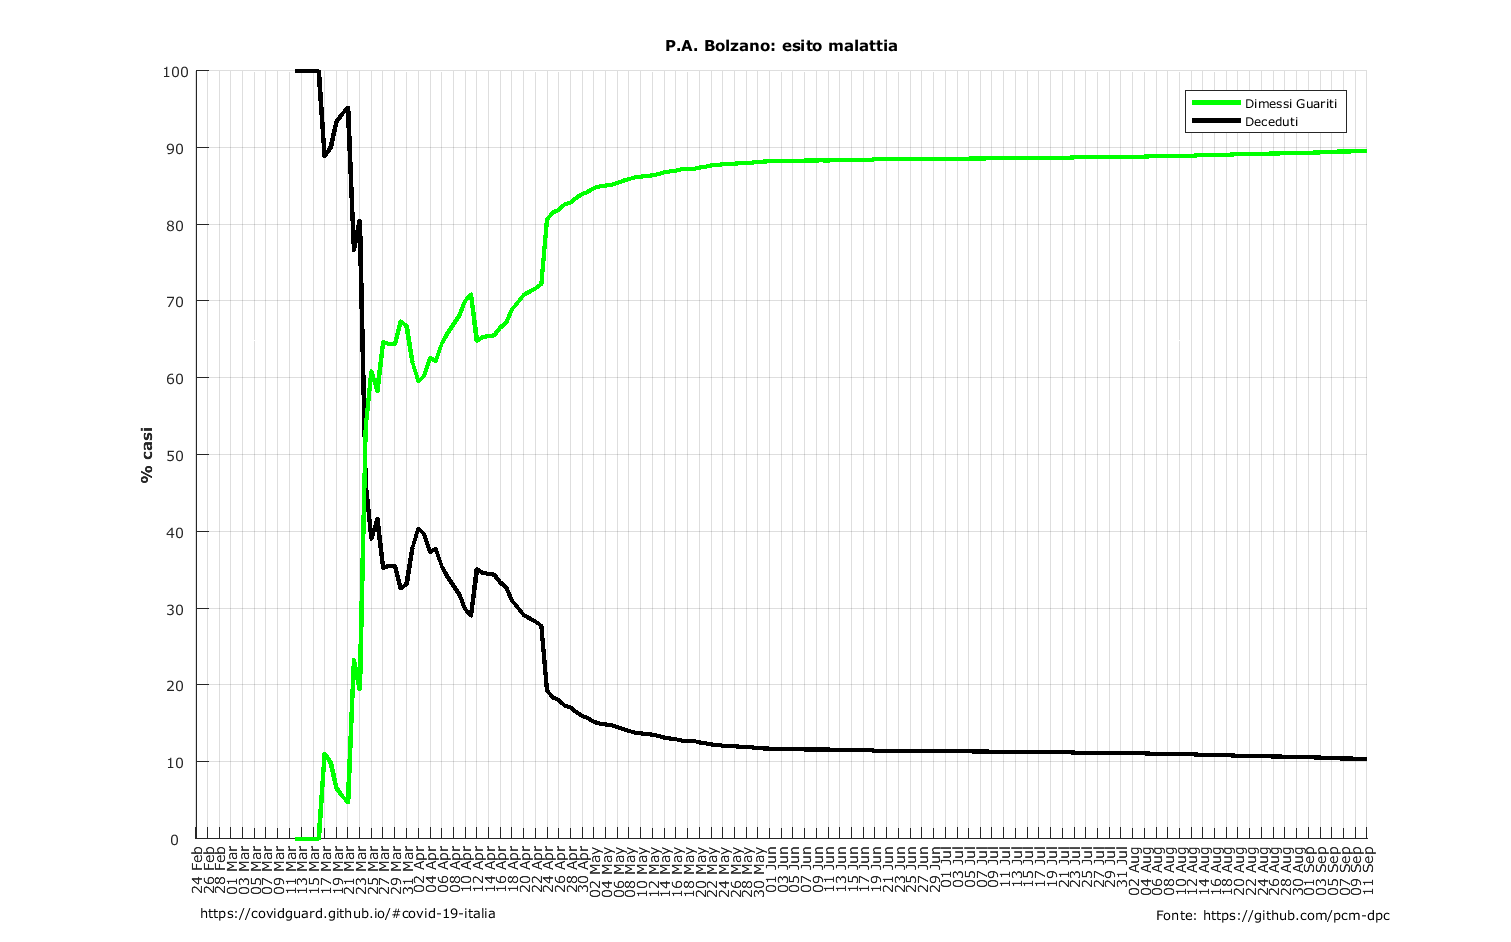 P.A. Bolzano: esito malattia
100
90
80
70
60
50
40
30
20
10
0
% casi
Dimessi Guariti
Deceduti
24 Feb
26 Feb
28 Feb
01 Mar
03 Mar
05 Mar
07 Mar
09 Mar
11 Mar
13 Mar
15 Mar
17 Mar
19 Mar
21 Mar
23 Mar
25 Mar
27 Mar
29 Mar
31 Mar
02 Apr
04 Apr
06 Apr
08 Apr
10 Apr
12 Apr
14 Apr
16 Apr
18 Apr
20 Apr
22 Apr
24 Apr
26 Apr
28 Apr
30 Apr
02 May
04 May
06 May
08 May
10 May
12 May
14 May
16 May
18 May
20 May
22 May
24 May
26 May
28 May
30 May
01 Jun
03 Jun
05 Jun
07 Jun
09 Jun
11 Jun
13 Jun
15 Jun
17 Jun
19 Jun
21 Jun
23 Jun
25 Jun
27 Jun
29 Jun
01 Jul
03 Jul
05 Jul
07 Jul
09 Jul
11 Jul
13 Jul
15 Jul
17 Jul
19 Jul
21 Jul
23 Jul
25 Jul
27 Jul
29 Jul
31 Jul
02 Aug
04 Aug
06 Aug
08 Aug
10 Aug
12 Aug
14 Aug
16 Aug
18 Aug
20 Aug
22 Aug
24 Aug
26 Aug
28 Aug
30 Aug
01 Sep
03 Sep
05 Sep
07 Sep
09 Sep
11 Sep
https://covidguard.github.io/#covid-19-italia
Fonte: https://github.com/pcm-dpc